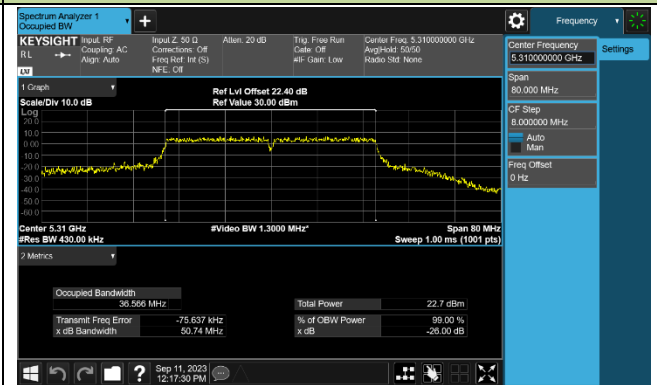 Spectrum Analyzer 1
Occupied BW
Frequency
KEYSIGHT
RL
LXI
Input: RF
Coupling: AC
Align: Auto
Input Z: 50 Ω
Corrections: Off
Freq Ref: Int (S)
NFE: Off
Atten: 20 dB
Trig: Free Run
Gate: Off
#IF Gain: Low
Center Freq: 5.310000000 GHz
Avg|Hold: 50/50
Radio Std: None
Center Frequency
5.310000000 GHz
Settings
Span
80.000 MHz
CF Step
8.000000 MHz
Auto
Man
Freq Offset
0 Hz
1 Graph
Scale/Div 10.0 dB
Ref Lvl Offset 22.40 dB
Ref Value 30.00 dBm
Log
20.0
10.0
0.00
-10.0
-20.0
-30.0
-40.0
-50.0
-60.0
Center 5.31 GHz
#Res BW 430.00 kHz
#Video BW 1.3000 MHz*
Span 80 MHz
Sweep 1.00 ms (1001 pts)
2 Metrics
Occupied Bandwidth
36.566 MHz
Total Power
22.7 dBm
Transmit Freq Error
-75.637 kHz
% of OBW Power
99.00 %
x dB Bandwidth
50.74 MHz
x dB
-26.00 dB
Sep 11, 2023
12:17:30 PM